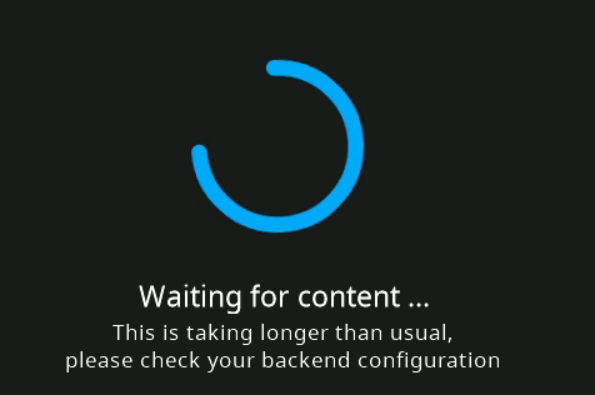 Waiting for content ...
This is taking longer than usual,
please check your backend configuration